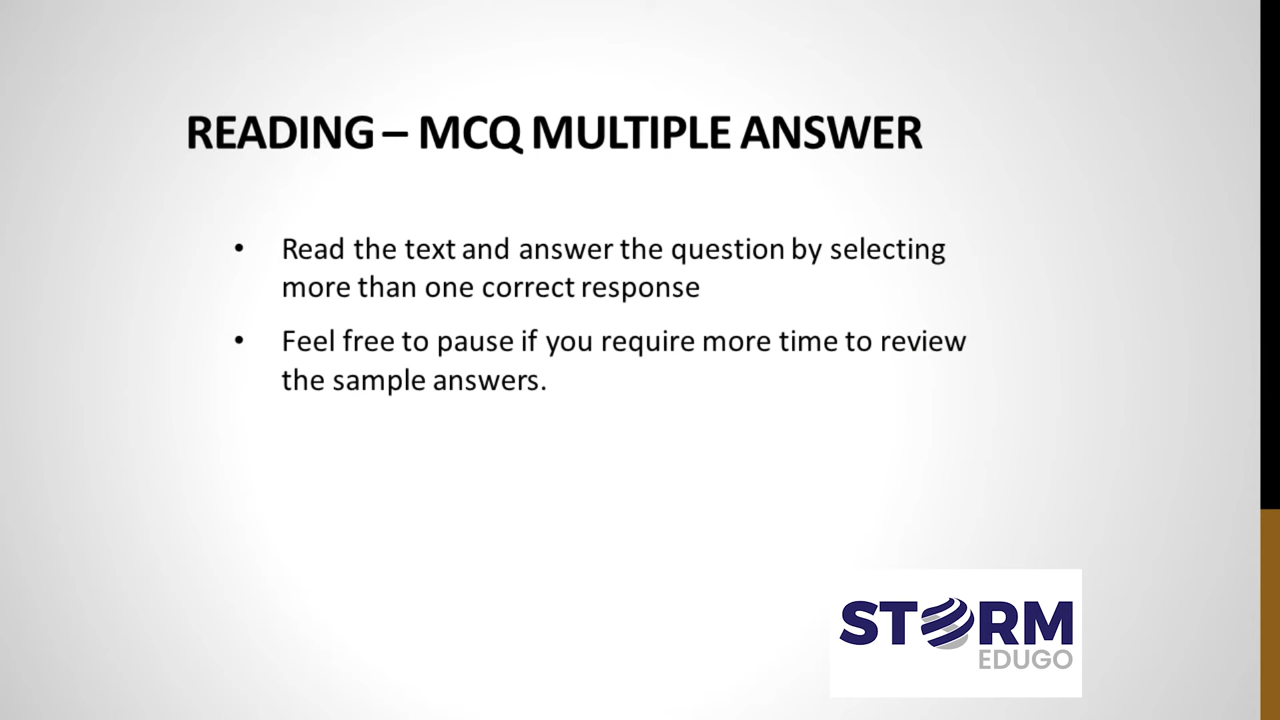 READING – MCQ MULTIPLE ANSWER
• Read the text and answer the question by selecting
more than one correct response
• Feel free to pause if you require more time to review
the sample answers.
STORM
EDUGO